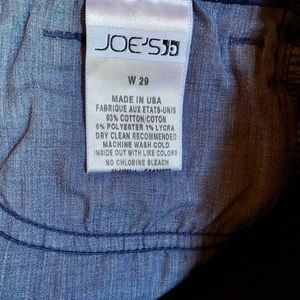 JOE'S
W 29
MADE IN USA
FABRIQUE AUX ETATS-UNIS
93% COTTON/COTON
6% POLYESTER 1% LYCRA
DRY CLEAN RECOMMENDED
MACHINE WASH COLD
INSIDE OUT WITH LIKE COLORS
NO CHLORINE BLEACH